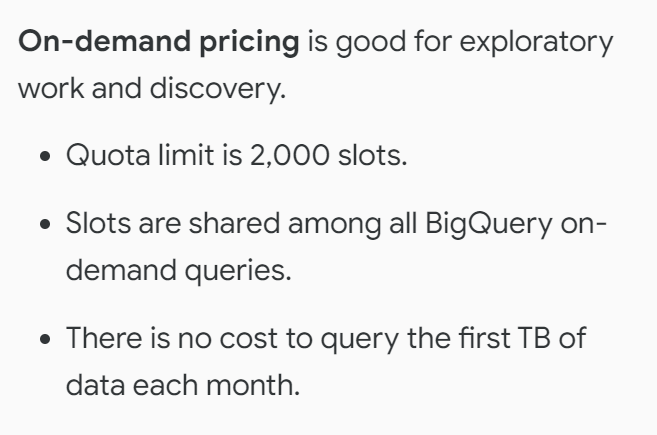 On-demand pricing is good for exploratory
work and discovery.
• Quota limit is 2,000 slots.
• Slots are shared among all BigQuery on-
demand queries.
• There is no cost to query the first TB of
data each month.